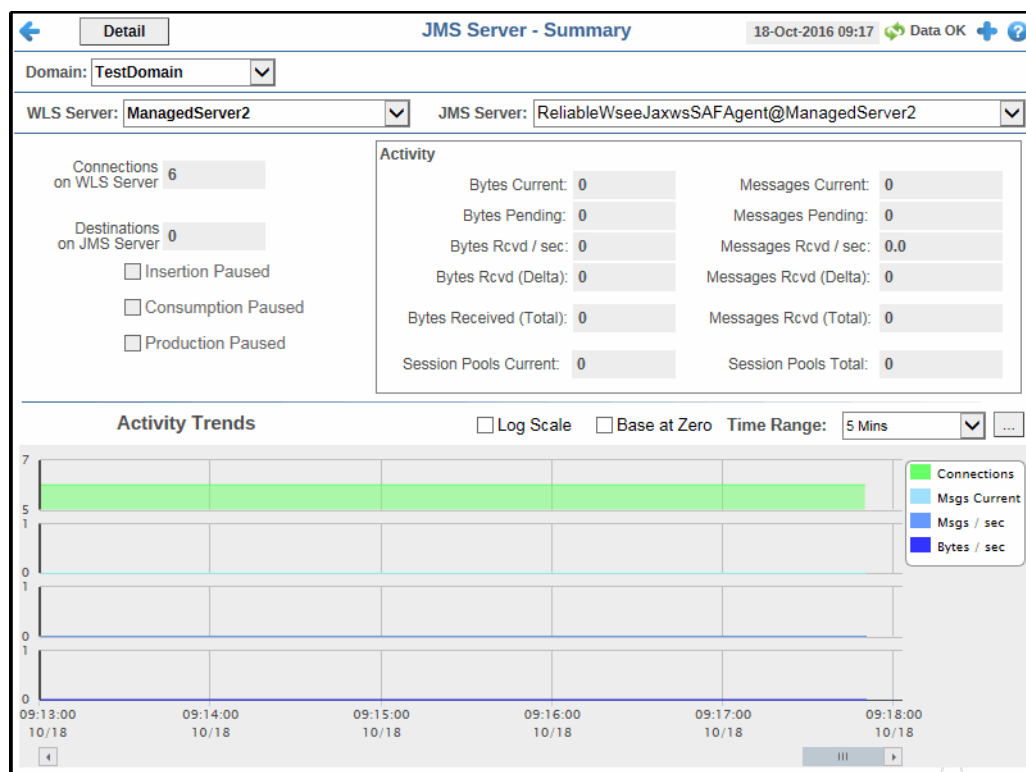 Detail JMS Server - Summary 18-Oct-2016 09:17 Data OK
Domain: TestDomain
WLS Server: ManagedServer2 JMS Server: ReliableWseeJaxwsSAFAgent@ManagedServer2
Connections
on WLS Server 6
Destinations
on JMS Server 0
Insertion Paused
Consumption Paused
Production Paused
Activity
Bytes Current: 0 Messages Current: 0
Bytes Pending: 0 Messages Pending: 0
Bytes Rcvd / sec: 0 Messages Rcvd / sec: 0.0
Bytes Rcvd (Delta): 0 Messages Rcvd (Delta): 0
Bytes Received (Total): 0 Messages Rcvd (Total): 0
Session Pools Current: 0 Session Pools Total: 0
Activity Trends Log Scale Base at Zero Time Range: 5 Mins ...
7
5
1
0
1
0
1
0
Connections
Msgs Current
Msgs / sec
Bytes / sec
09:13:00 09:14:00 09:15:00 09:16:00 09:17:00 09:18:00
10/18 10/18 10/18 10/18 10/18 10/18